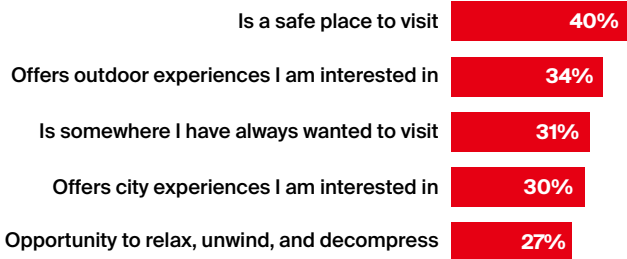 Is a safe place to visit 40%
Offers outdoor experiences I am interested in 34%
Is somewhere I have always wanted to visit 31%
Offers city experiences I am interested in 30%
Opportunity to relax, unwind, and decompress 27%